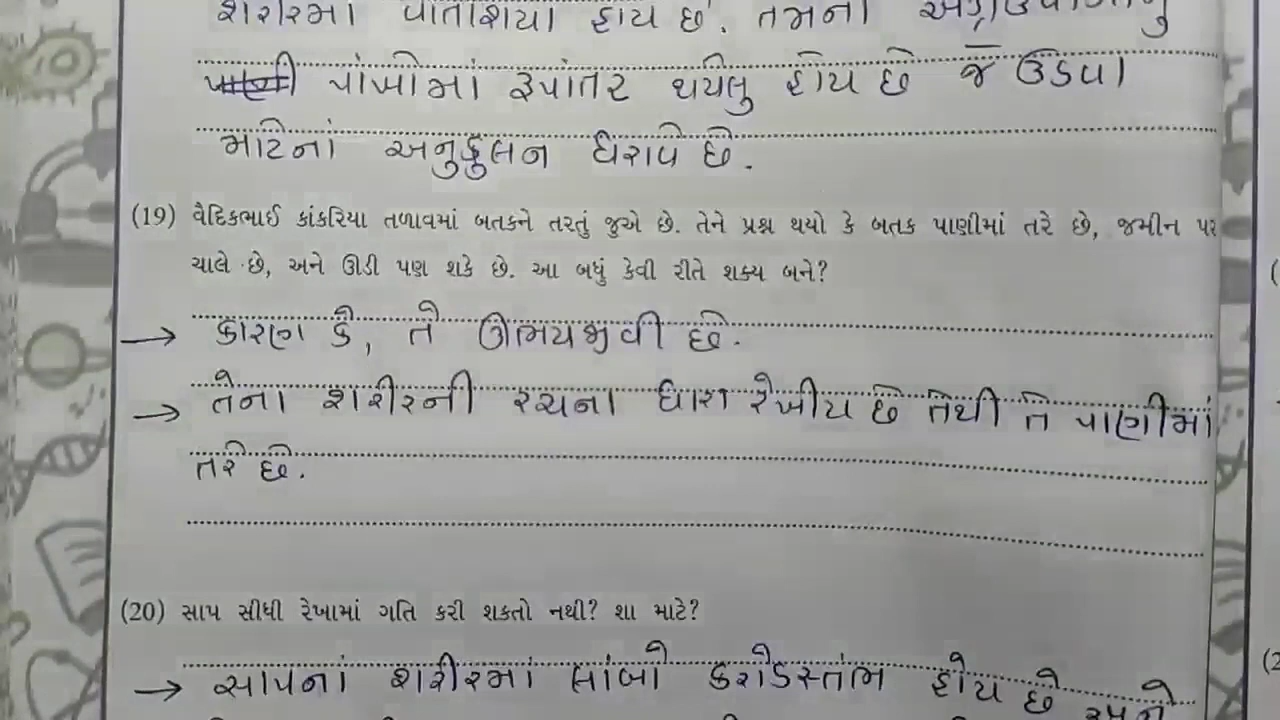 શરીરમાં વાતાશયો હોય છે. તેમના
પાંખોમાં રૂપાંતર થયેલુ હોય છે જે ઉડવા
માટેનાં અનુકુલન ધરાવે છે.
(19) વૈદિકભાઈ કાંકરિયા તળાવમાં બતકને તરતું જુએ છે. તેને પ્રશ્ન થયો કે બતક પાણીમાં તરે છે, જમીન પર
ચાલે છે, અને ઊડી પણ શકે છે. આ બધું કેવી રીતે શક્ય બને?
→ કારણ કે, તે ઊભયજીવી છે.
→ તેના શરીરની રચના ધારા રેખીય છે તેથી તે પાણીમાં
તરે છે.
(20) સાપ સીધી રેખામાં ગતિ કરી શકતો નથી? શા માટે?
→ સાપનાં શરીરમાં લાંબો કરોડસ્તંભ હોય છે અને